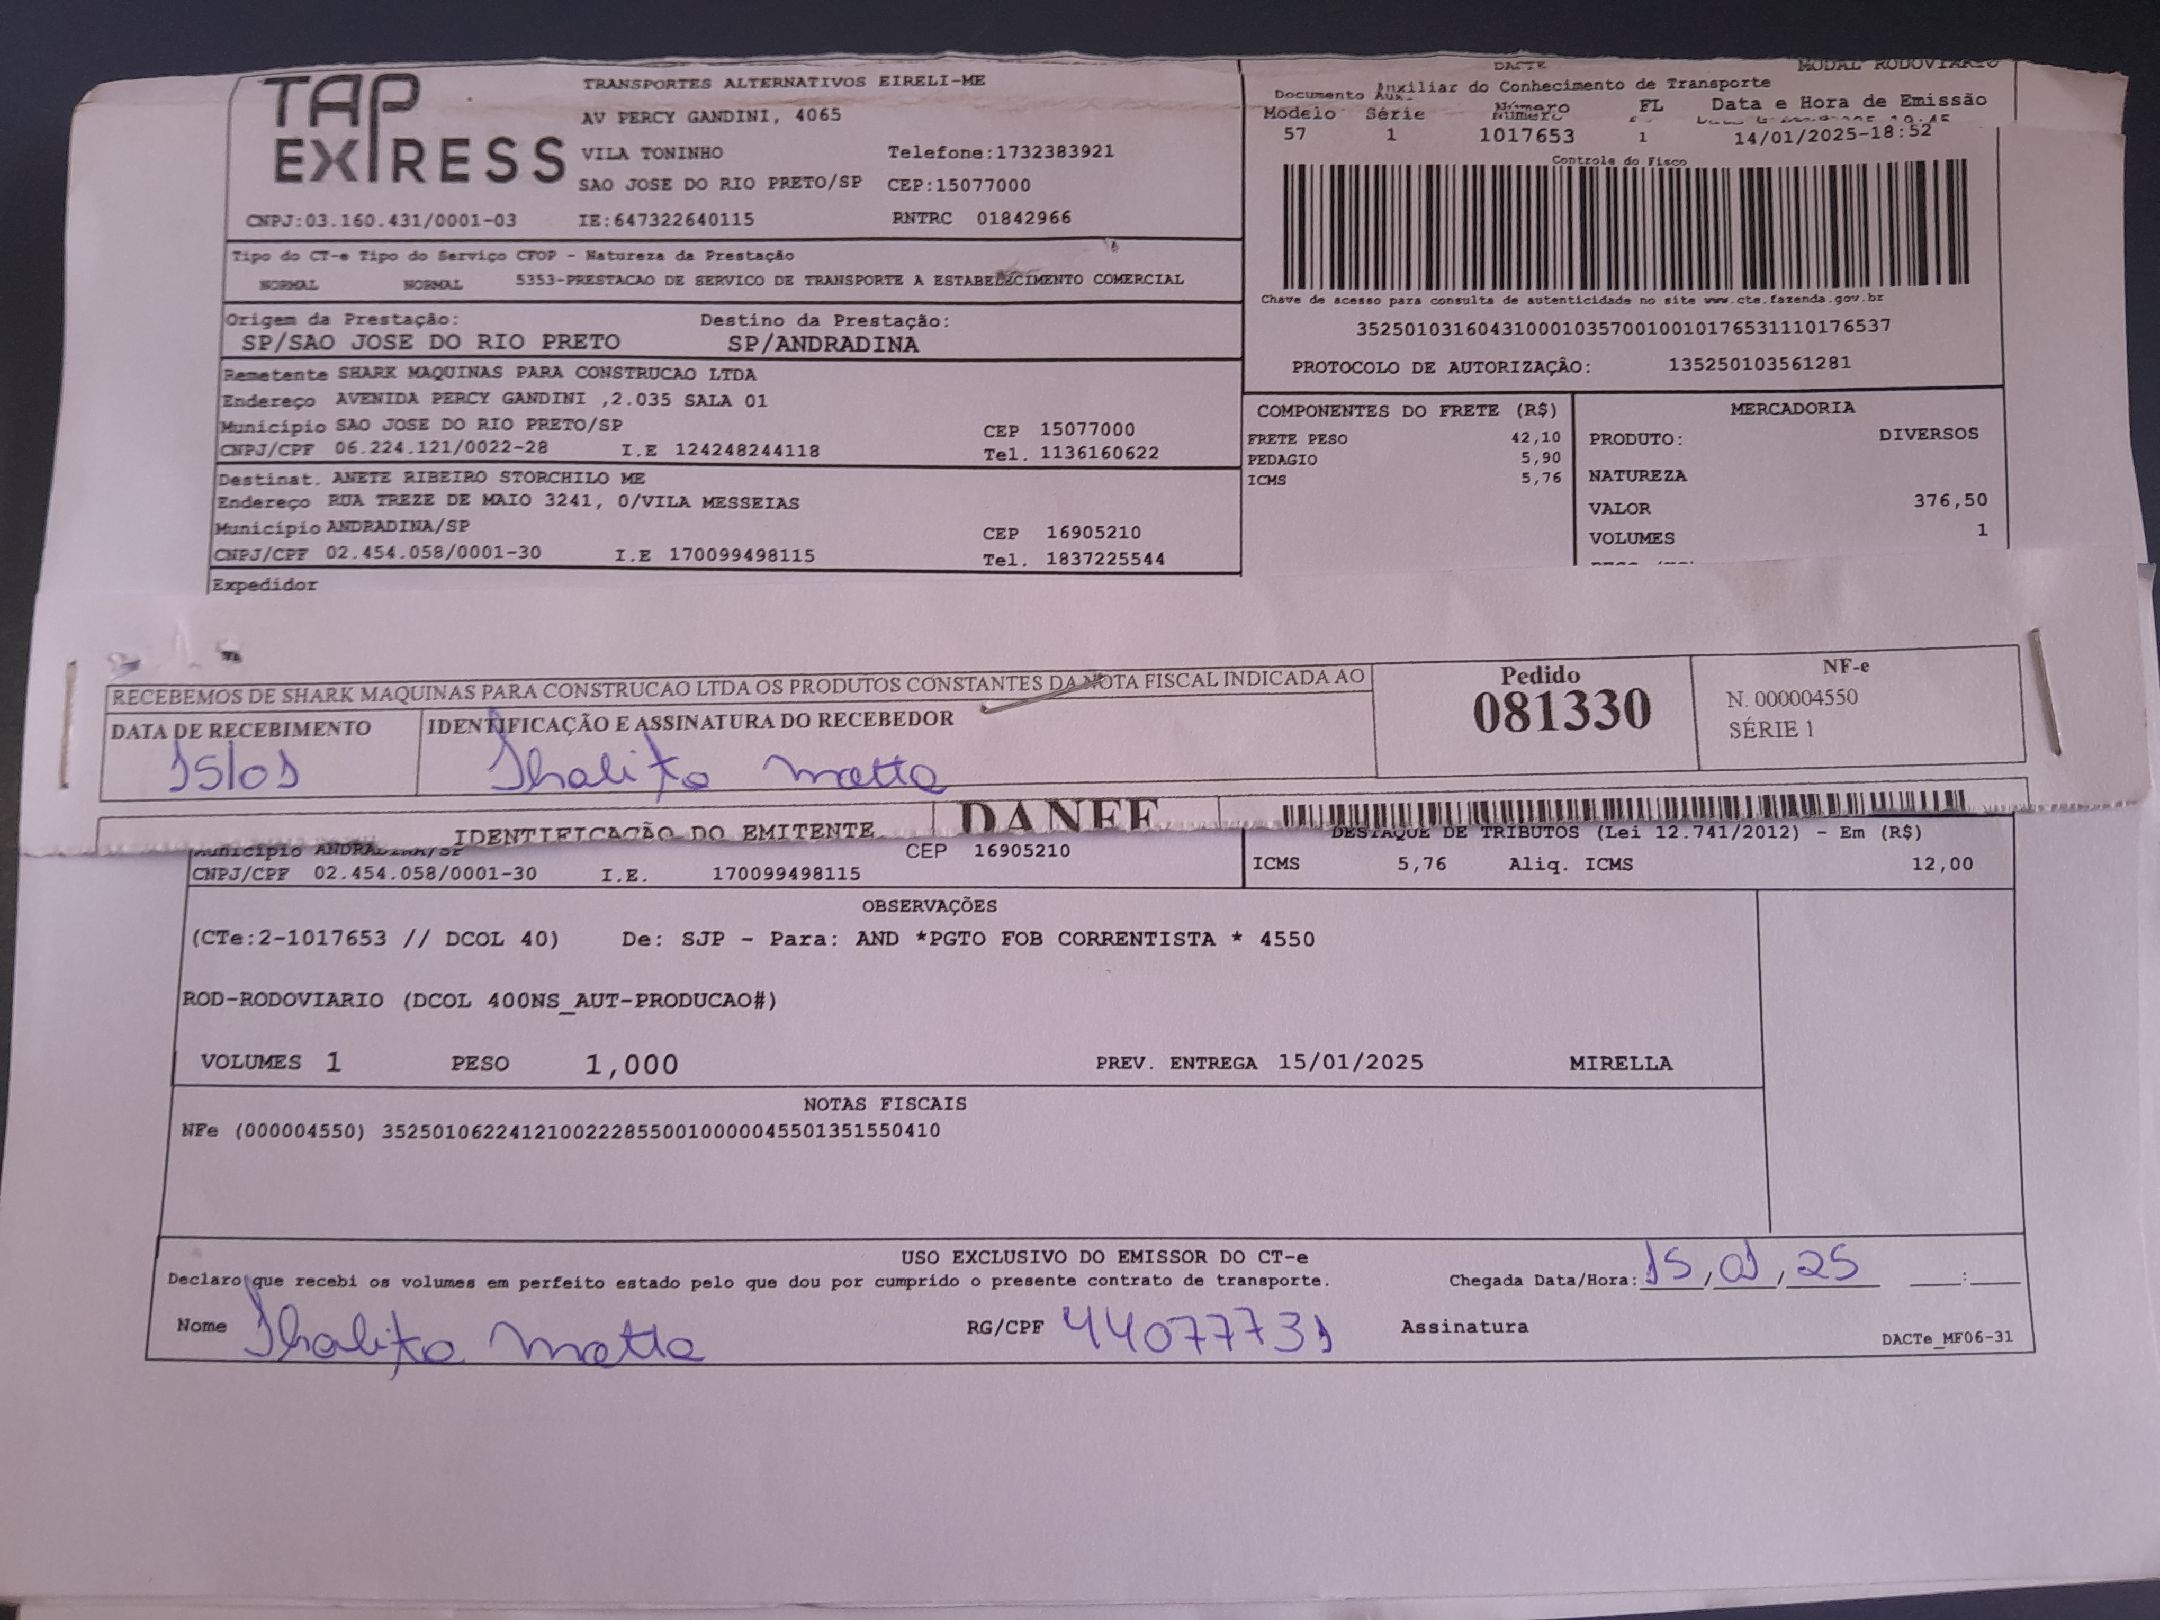 TAP EXPRESS
TRANSPORTES ALTERNATIVOS EIRELI-ME
AV PERCY GANDINI, 4065
VILA TONINHO Telefone:1732383921
SAO JOSE DO RIO PRETO/SP CEP:15077000
CNPJ:03.160.431/0001-03 IE:647322640115 RNTRC 01842966
DACTE MODAL RODOVIARIO
Documento Auxiliar do Conhecimento de Transporte
Modelo Série Número FL Data e Hora de Emissão
57 1 1017653 1 14/01/2025-18:52
Controle do Fisco
Chave de acesso para consulta de autenticidade no site www.cte.fazenda.gov.br
35250103160431000103570010010176531110176537
PROTOCOLO DE AUTORIZAÇÃO: 135250103561281
Tipo do CT-e Tipo do Serviço CFOP - Natureza da Prestação
NORMAL NORMAL 5353-PRESTACAO DE SERVICO DE TRANSPORTE A ESTABELECIMENTO COMERCIAL
Origem da Prestação: Destino da Prestação:
SP/SAO JOSE DO RIO PRETO SP/ANDRADINA
Remetente SHARK MAQUINAS PARA CONSTRUCAO LTDA
Endereço AVENIDA PERCY GANDINI ,2.035 SALA 01
Município SAO JOSE DO RIO PRETO/SP CEP 15077000
CNPJ/CPF 06.224.121/0022-28 I.E 124248244118 Tel. 1136160622
Destinat. ANETE RIBEIRO STORCHILO ME
Endereço RUA TREZE DE MAIO 3241, 0/VILA MESSEIAS
Município ANDRADINA/SP CEP 16905210
CNPJ/CPF 02.454.058/0001-30 I.E 170099498115 Tel. 1837225544
Expedidor
COMPONENTES DO FRETE (R$)
FRETE PESO 42,10
PEDAGIO 5,90
ICMS 5,76
MERCADORIA
PRODUTO: DIVERSOS
NATUREZA
VALOR 376,50
VOLUMES 1
RECEBEMOS DE SHARK MAQUINAS PARA CONSTRUCAO LTDA OS PRODUTOS CONSTANTES DA NOTA FISCAL INDICADA AO
DATA DE RECEBIMENTO IDENTIFICAÇÃO E ASSINATURA DO RECEBEDOR
15/01 Thalita Matta
Pedido
081330
NF-e
N. 000004550
SÉRIE 1
IDENTIFICAÇÃO DO EMITENTE DANFE
Município ANDRADINA/SP CEP 16905210
CNPJ/CPF 02.454.058/0001-30 I.E. 170099498115
DESTAQUE DE TRIBUTOS (Lei 12.741/2012) - Em (R$)
ICMS 5,76 Aliq. ICMS 12,00
OBSERVAÇÕES
(CTe:2-1017653 // DCOL 40) De: SJP - Para: AND *PGTO FOB CORRENTISTA * 4550
ROD-RODOVIARIO (DCOL 400NS_AUT-PRODUCAO#)
VOLUMES 1 PESO 1,000 PREV. ENTREGA 15/01/2025 MIRELLA
NOTAS FISCAIS
NFe (000004550) 35250106224121002228550010000045501351550410
USO EXCLUSIVO DO EMISSOR DO CT-e
Declaro que recebi os volumes em perfeito estado pelo que dou por cumprido o presente contrato de transporte. Chegada Data/Hora: 15/01/25 :
Nome Thalita Matta RG/CPF 44077731 Assinatura
DACTe_MF06-31